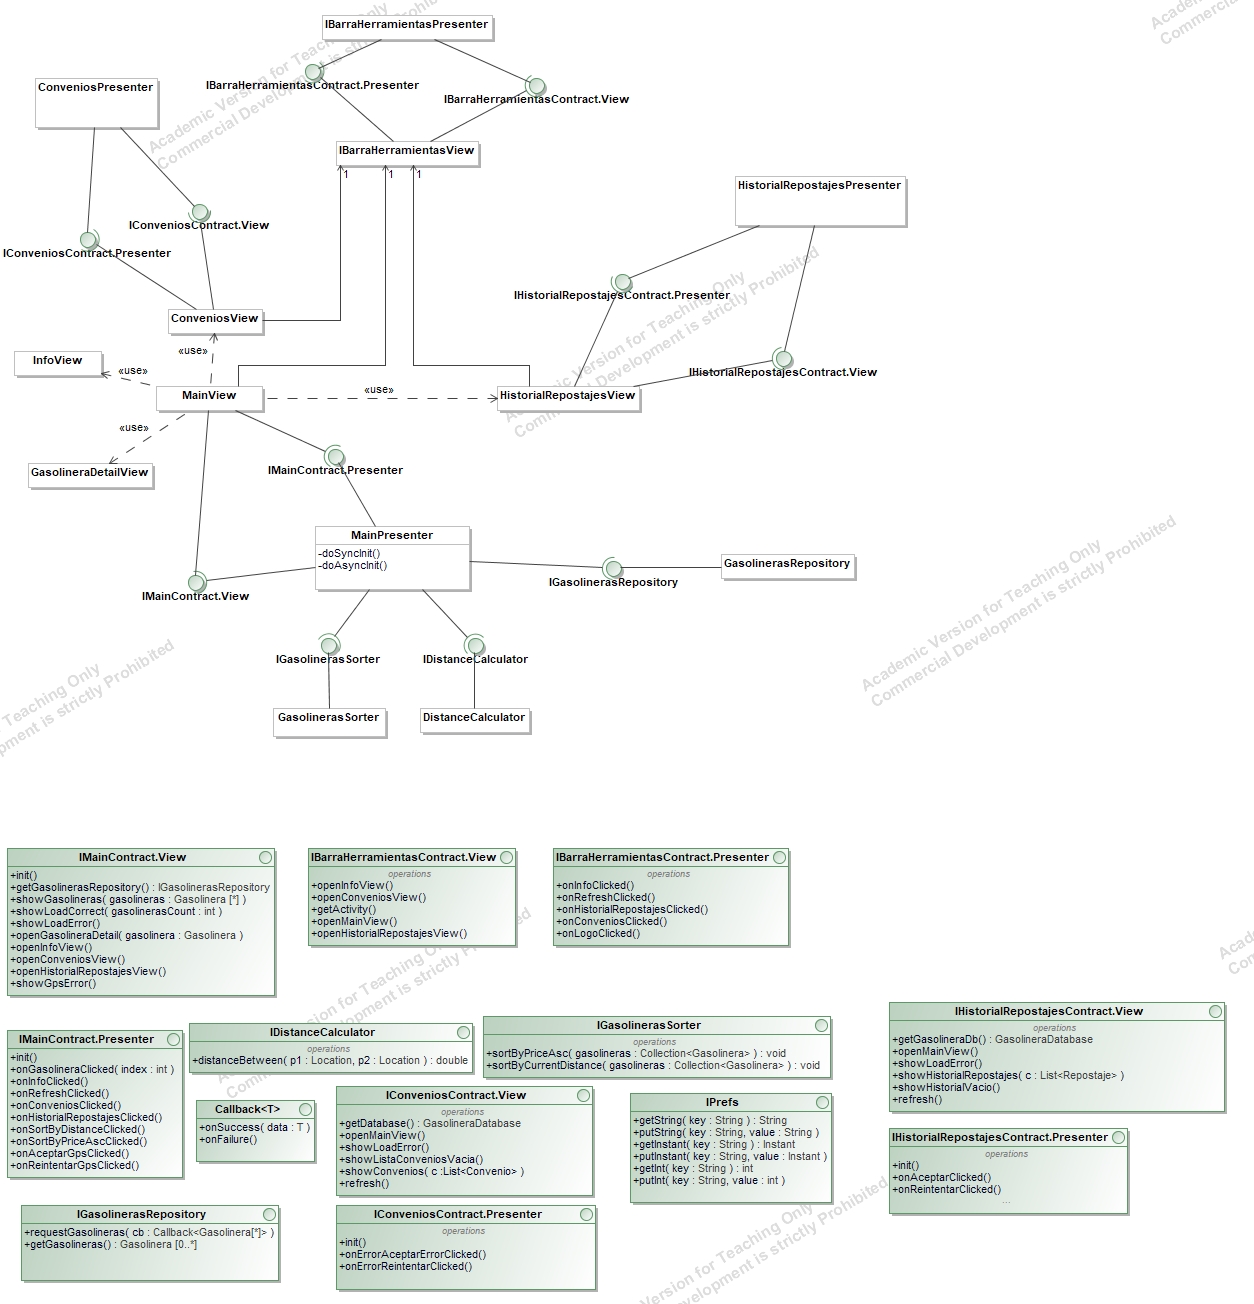 IBarraHerramientasPresenter
IBarraHerramientasContract.Presenter
IBarraHerramientasContract.View
ConveniosPresenter
IBarraHerramientasView
1
1
1
HistorialRepostajesPresenter
IConveniosContract.View
IConveniosContract.Presenter
IHistorialRepostajesContract.Presenter
ConveniosView
«use»
InfoView
«use»
IHistorialRepostajesContract.View
MainView
«use»
HistorialRepostajesView
«use»
GasolineraDetailView
IMainContract.Presenter
MainPresenter
-doSyncInit()
-doAsyncInit()
IGasolinerasRepository
GasolinerasRepository
IMainContract.View
IGasolinerasSorter
IDistanceCalculator
GasolinerasSorter
DistanceCalculator
IMainContract.View
+init()
+getGasolinerasRepository() : IGasolinerasRepository
+showGasolineras( gasolineras : Gasolinera [*] )
+showLoadCorrect( gasolinerasCount : int )
+showLoadError()
+openGasolineraDetail( gasolinera : Gasolinera )
+openInfoView()
+openConveniosView()
+openHistorialRepostajesView()
+showGpsError()
IBarraHerramientasContract.View
operations
+openInfoView()
+openConveniosView()
+getActivity()
+openMainView()
+openHistorialRepostajesView()
IBarraHerramientasContract.Presenter
operations
+onInfoClicked()
+onRefreshClicked()
+onHistorialRepostajesClicked()
+onConveniosClicked()
+onLogoClicked()
IMainContract.Presenter
+init()
+onGasolineraClicked( index : int )
+onInfoClicked()
+onRefreshClicked()
+onConveniosClicked()
+onHistorialRepostajesClicked()
+onSortByDistanceClicked()
+onSortByPriceAscClicked()
+onAceptarGpsClicked()
+onReintentarGpsClicked()
IDistanceCalculator
operations
+distanceBetween( p1 : Location, p2 : Location ) : double
IGasolinerasSorter
operations
+sortByPriceAsc( gasolineras : Collection<Gasolinera> ) : void
+sortByCurrentDistance( gasolineras : Collection<Gasolinera> ) : void
IHistorialRepostajesContract.View
operations
+getGasolineraDb() : GasolineraDatabase
+openMainView()
+showLoadError()
+showHistorialRepostajes( c : List<Repostaje> )
+showHistorialVacio()
+refresh()
Callback<T>
+onSuccess( data : T )
+onFailure()
IConveniosContract.View
operations
+getDatabase() : GasolineraDatabase
+openMainView()
+showLoadError()
+showListaConveniosVacia()
+showConvenios( c :List<Convenio> )
+refresh()
IPrefs
+getString( key : String ) : String
+putString( key : String, value : String )
+getInstant( key : String ) : Instant
+putInstant( key : String, value : Instant )
+getInt( key : String ) : int
+putInt( key : String, value : int )
IHistorialRepostajesContract.Presenter
operations
+init()
+onAceptarClicked()
+onReintentarClicked()
...
IGasolinerasRepository
+requestGasolineras( cb : Callback<Gasolinera[*]> )
+getGasolineras() : Gasolinera [0..*]
IConveniosContract.Presenter
operations
+init()
+onErrorAceptarErrorClicked()
+onErrorReintentarClicked()
Academic Version for Teaching Only
Commercial Development is strictly Prohibited